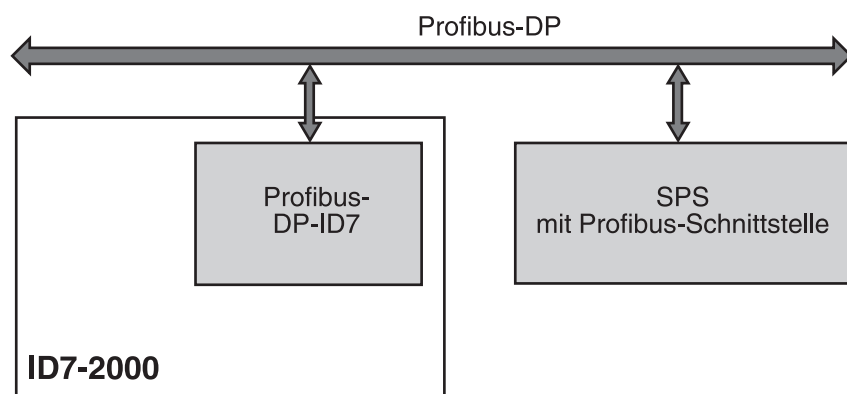 Profibus-DP
Profibus-
DP-ID7
SPS
mit Profibus-Schnittstelle
ID7-2000